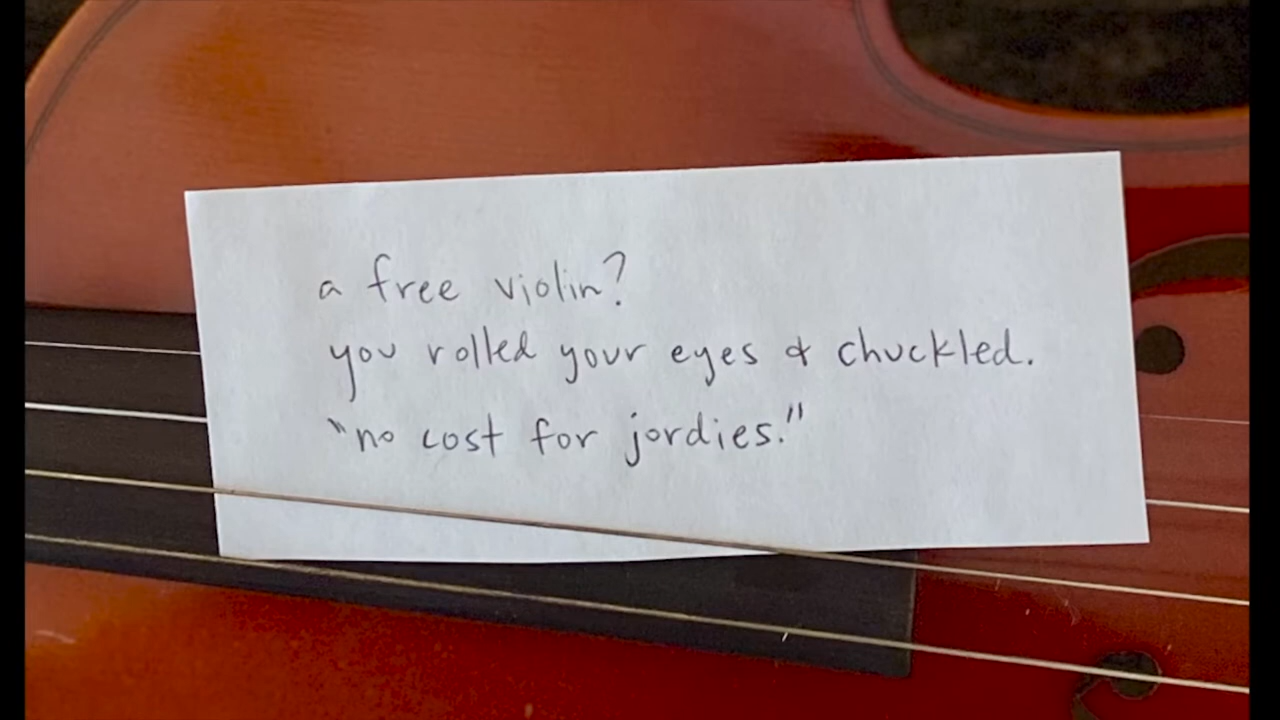 a free violin?
you rolled your eyes & chuckled.
"no cost for jordies."